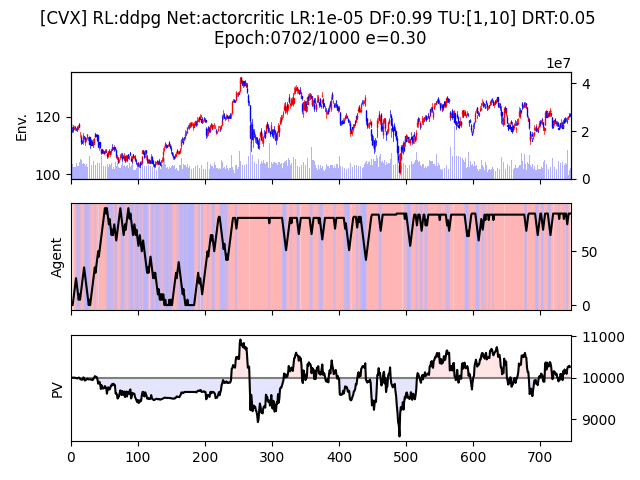 [CVX] RL:ddpg Net:actorcritic LR:1e-05 DF:0.99 TU:[1,10] DRT:0.05
Epoch:0702/1000 e=0.30
1e7
Env.
120
100
4
2
0
Agent
50
0
PV
11000
10000
9000
0 100 200 300 400 500 600 700